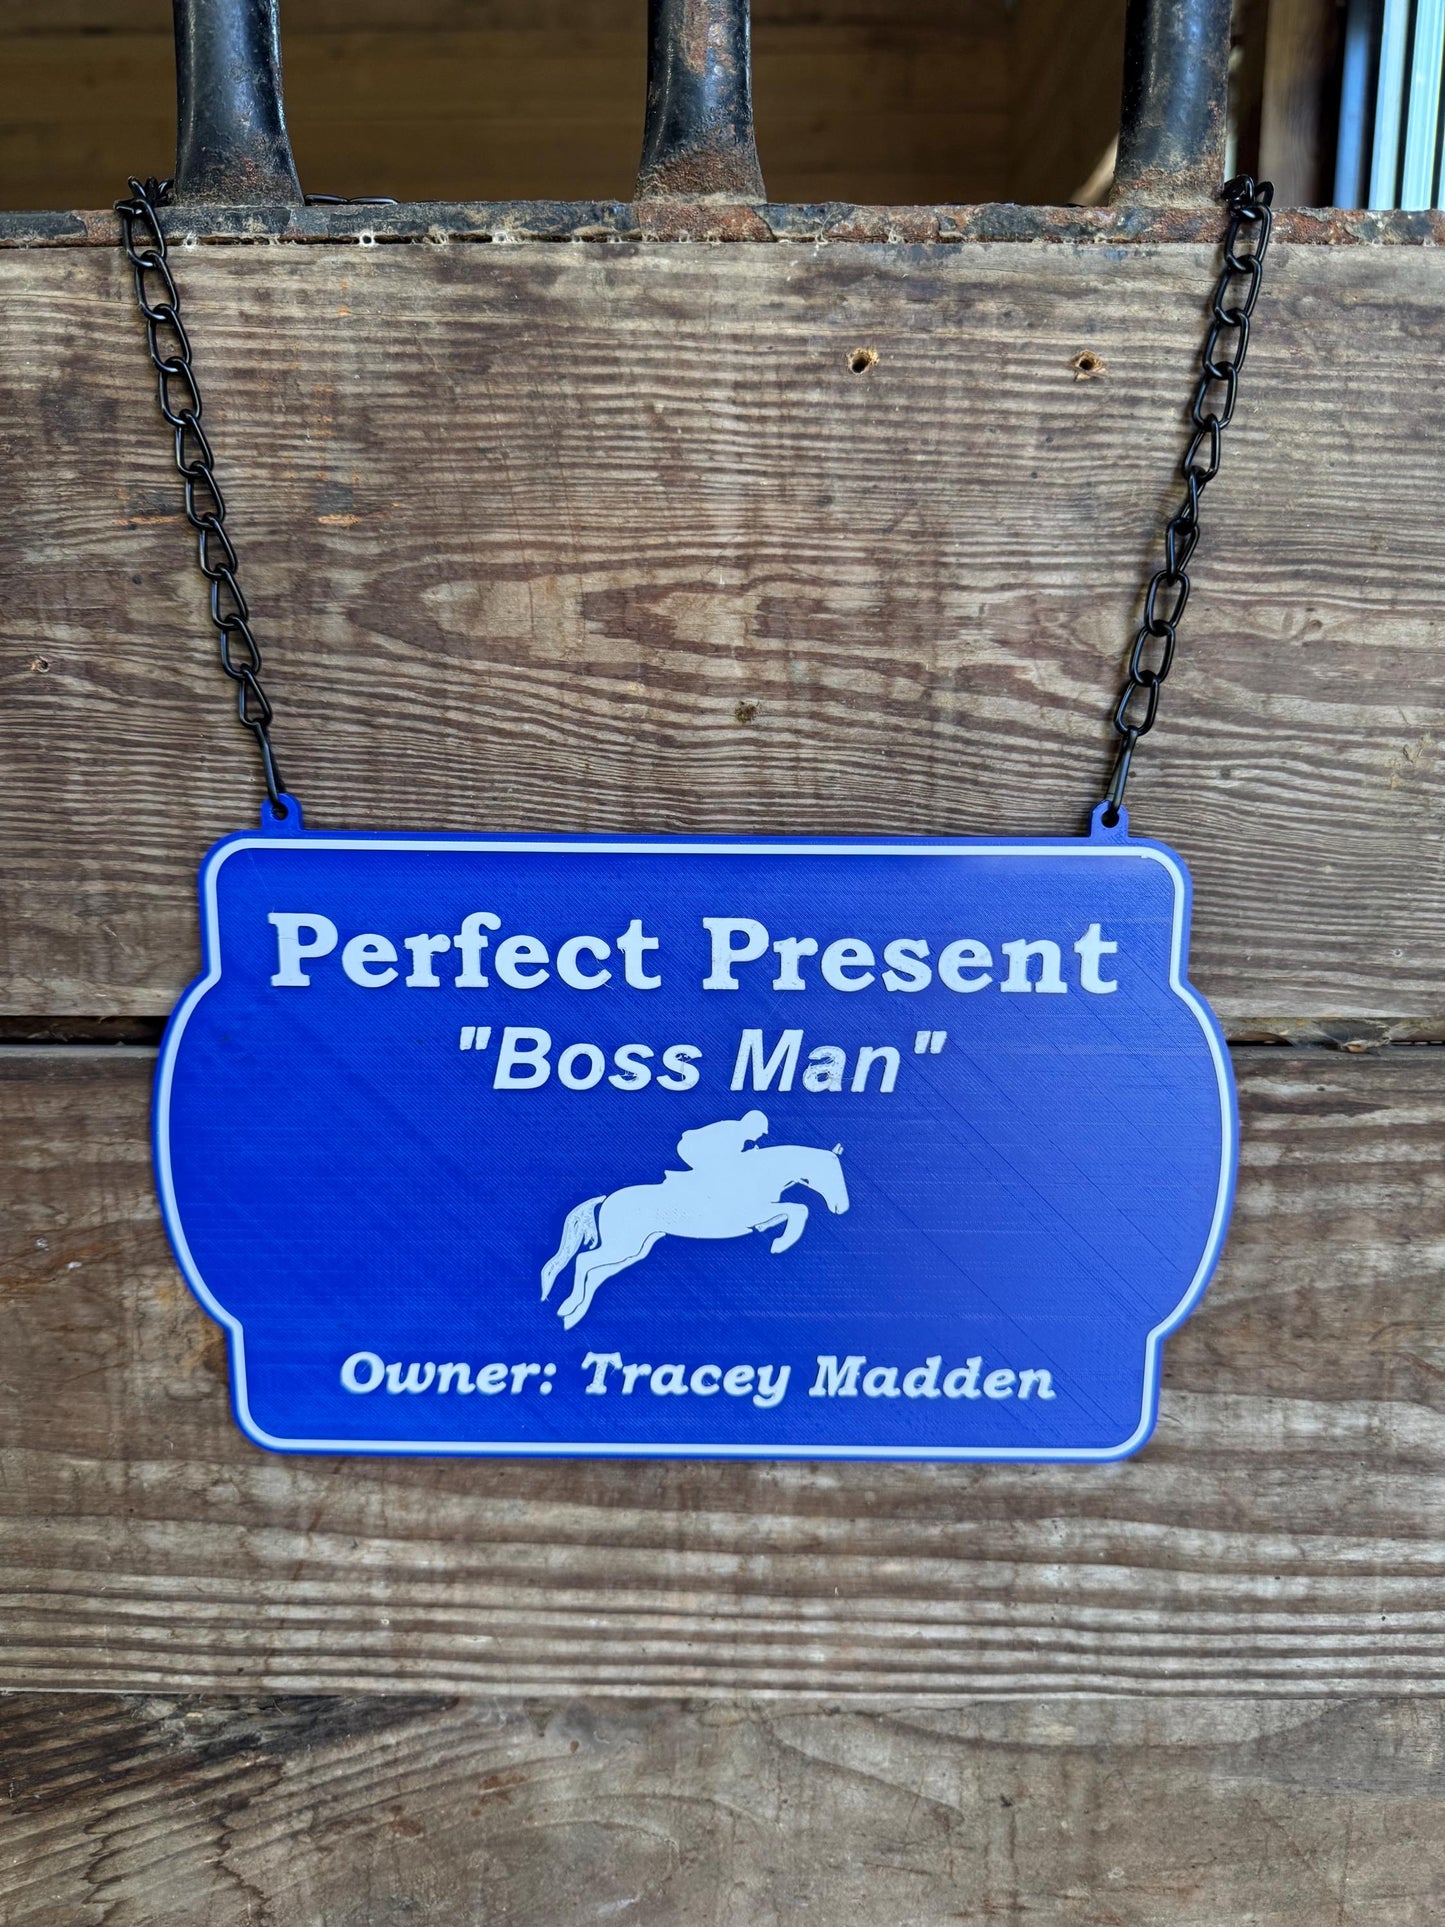 Perfect Present
"Boss Man"
Owner: Tracey Madden